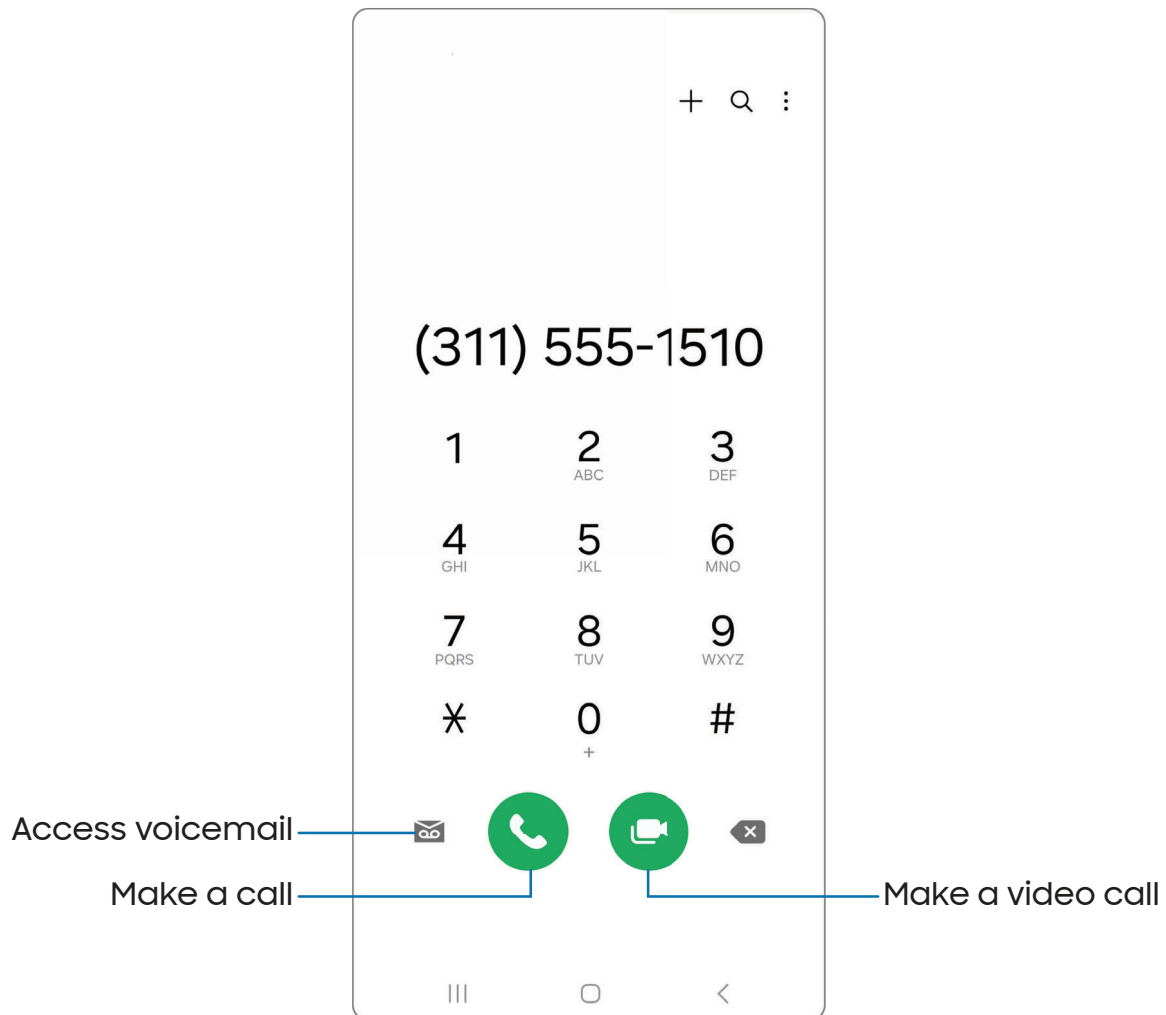 (311) 555-1510
1 2 3
ABC DEF
4 5 6
GHI JKL MNO
7 8 9
PQRS TUV WXYZ
* 0 #
+
Access voicemail
Make a call
Make a video call